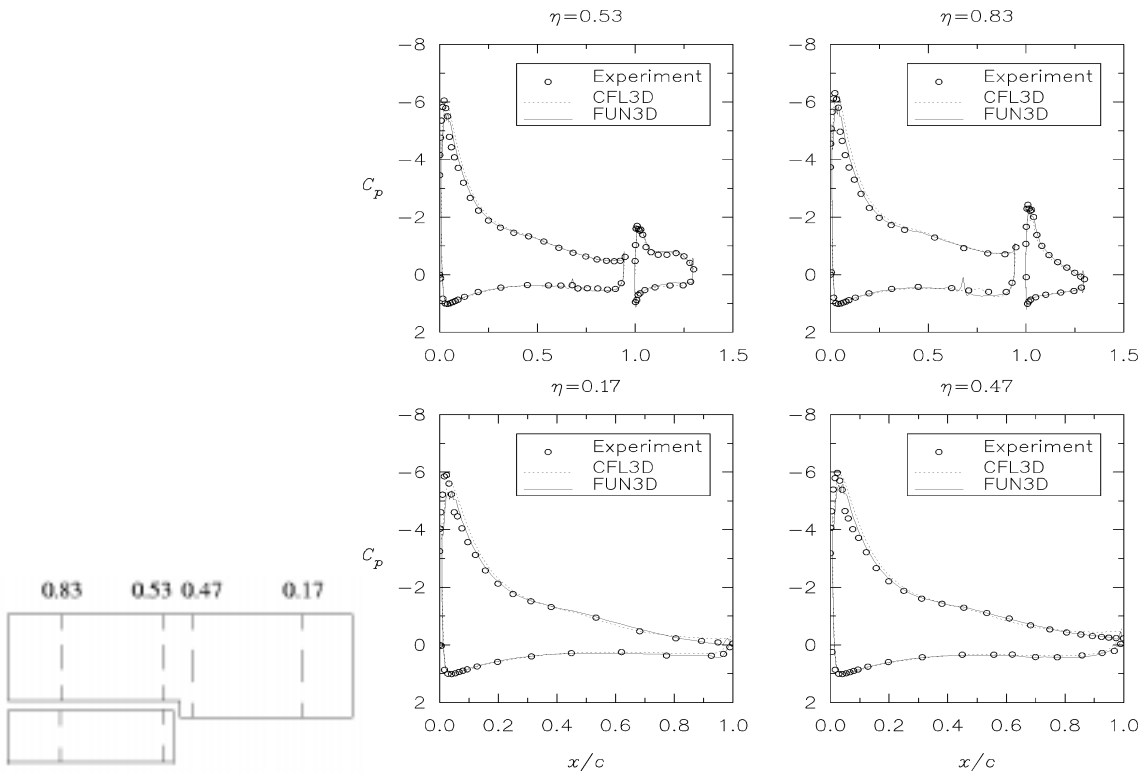 η=0.53
η=0.83
-8
-6
-4
-2
0
2
C_p
Experiment
CFL3D
FUN3D
0.0 0.5 1.0 1.5
-8
-6
-4
-2
0
2
Experiment
CFL3D
FUN3D
0.0 0.5 1.0 1.5
η=0.17
η=0.47
-8
-6
-4
-2
0
2
C_p
Experiment
CFL3D
FUN3D
0.0 0.2 0.4 0.6 0.8 1.0
x/c
-8
-6
-4
-2
0
2
Experiment
CFL3D
FUN3D
0.0 0.2 0.4 0.6 0.8 1.0
x/c
0.83 0.53 0.47 0.17